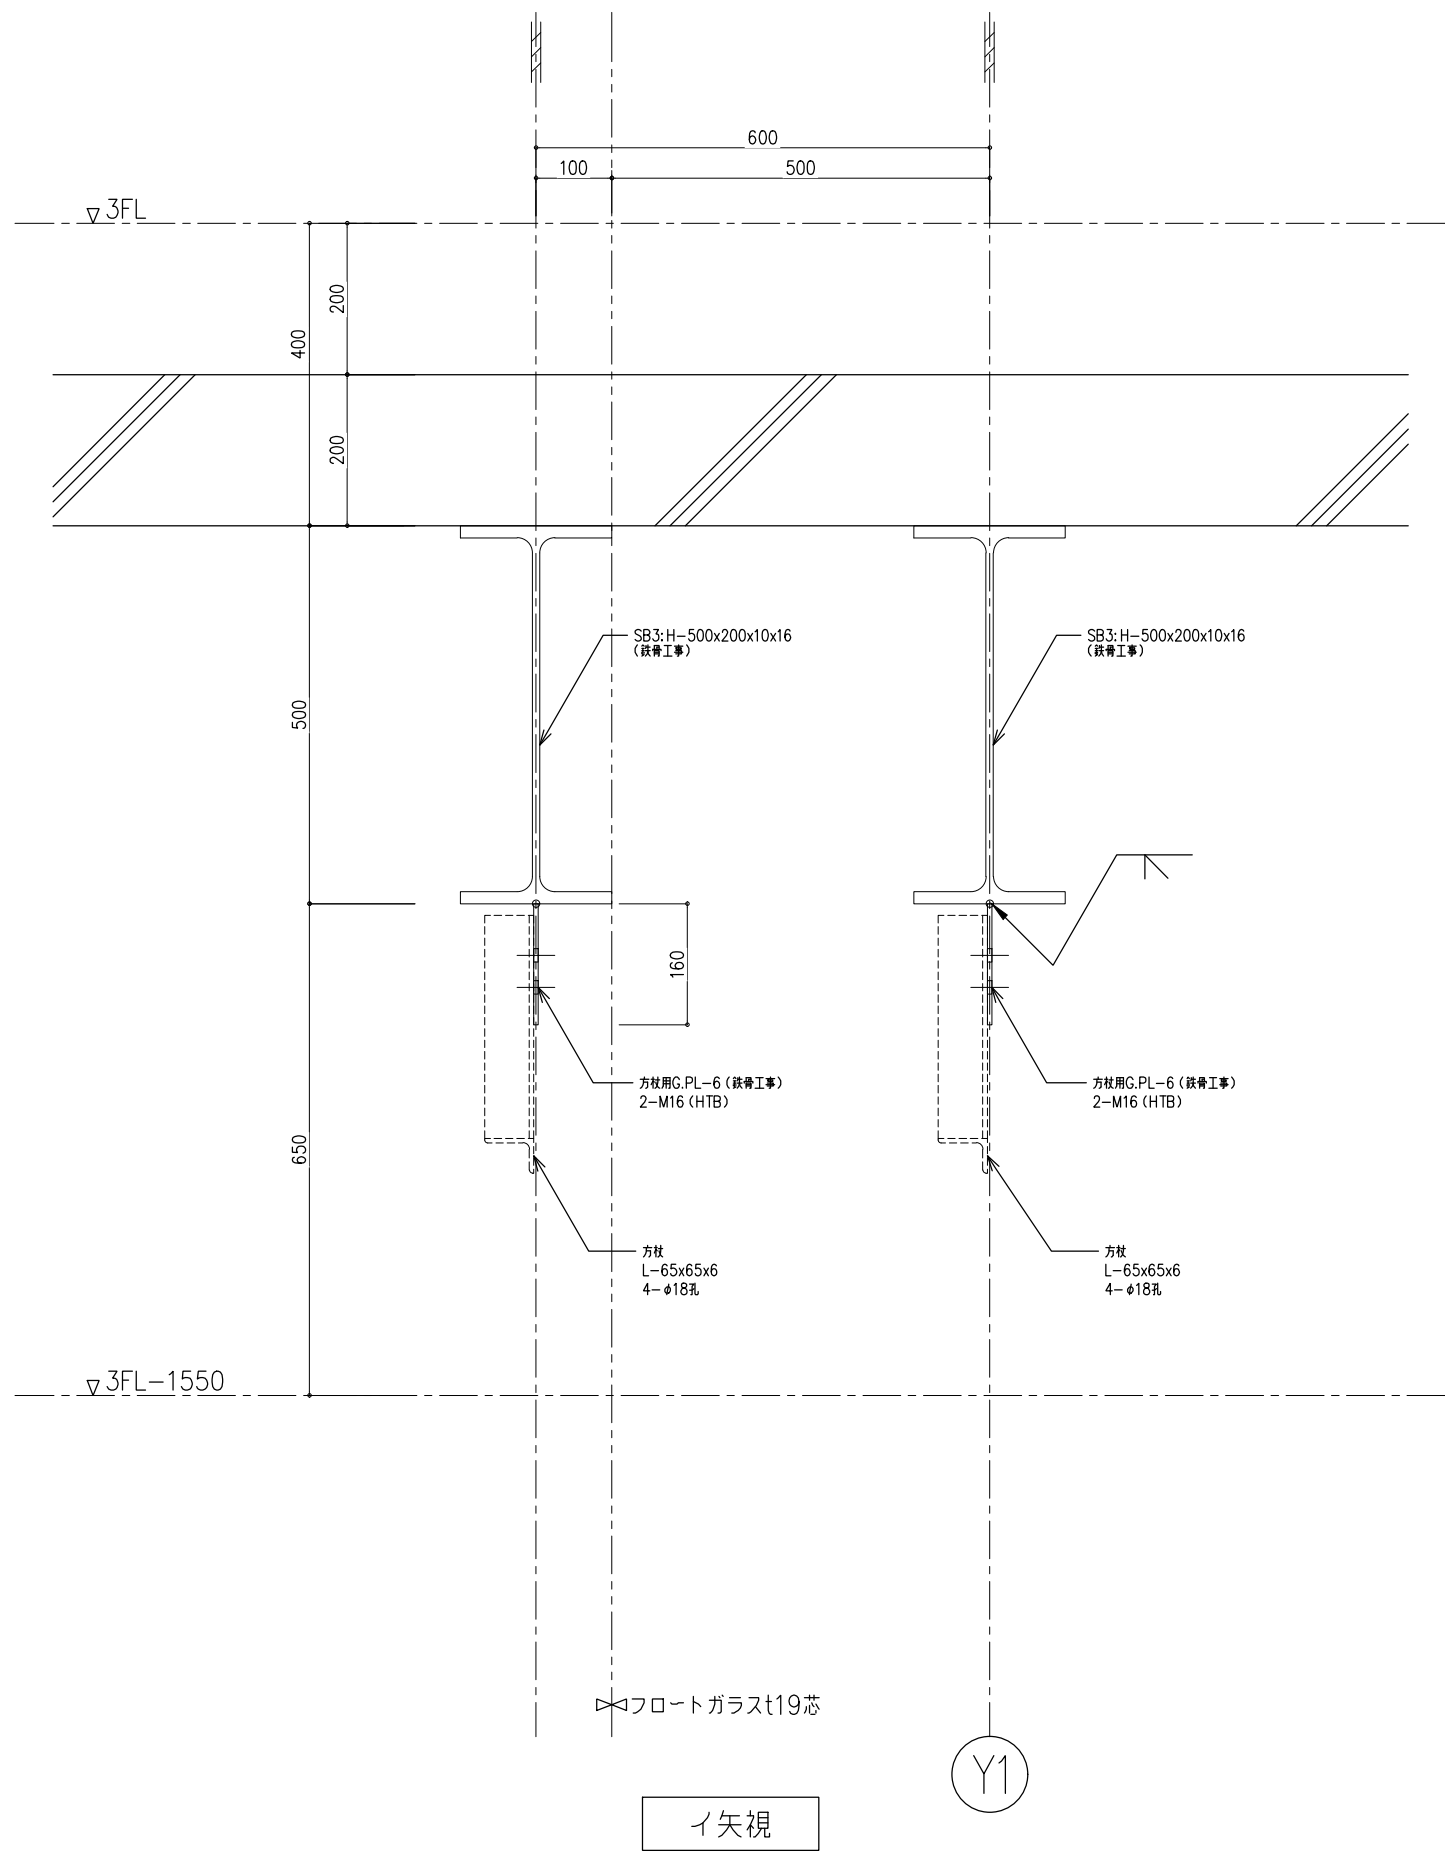 600
100
500
3FL
200
400
200
SB3:H-500x200x10x16
(鉄骨工事)
SB3:H-500x200x10x16
(鉄骨工事)
500
160
方杖用G.PL-6(鉄骨工事)
2-M16(HTB)
方杖用G.PL-6(鉄骨工事)
2-M16(HTB)
650
方杖
L-65x65x6
4-φ18孔
方杖
L-65x65x6
4-φ18孔
3FL-1550
フロートガラスt19芯
Y1
イ矢視